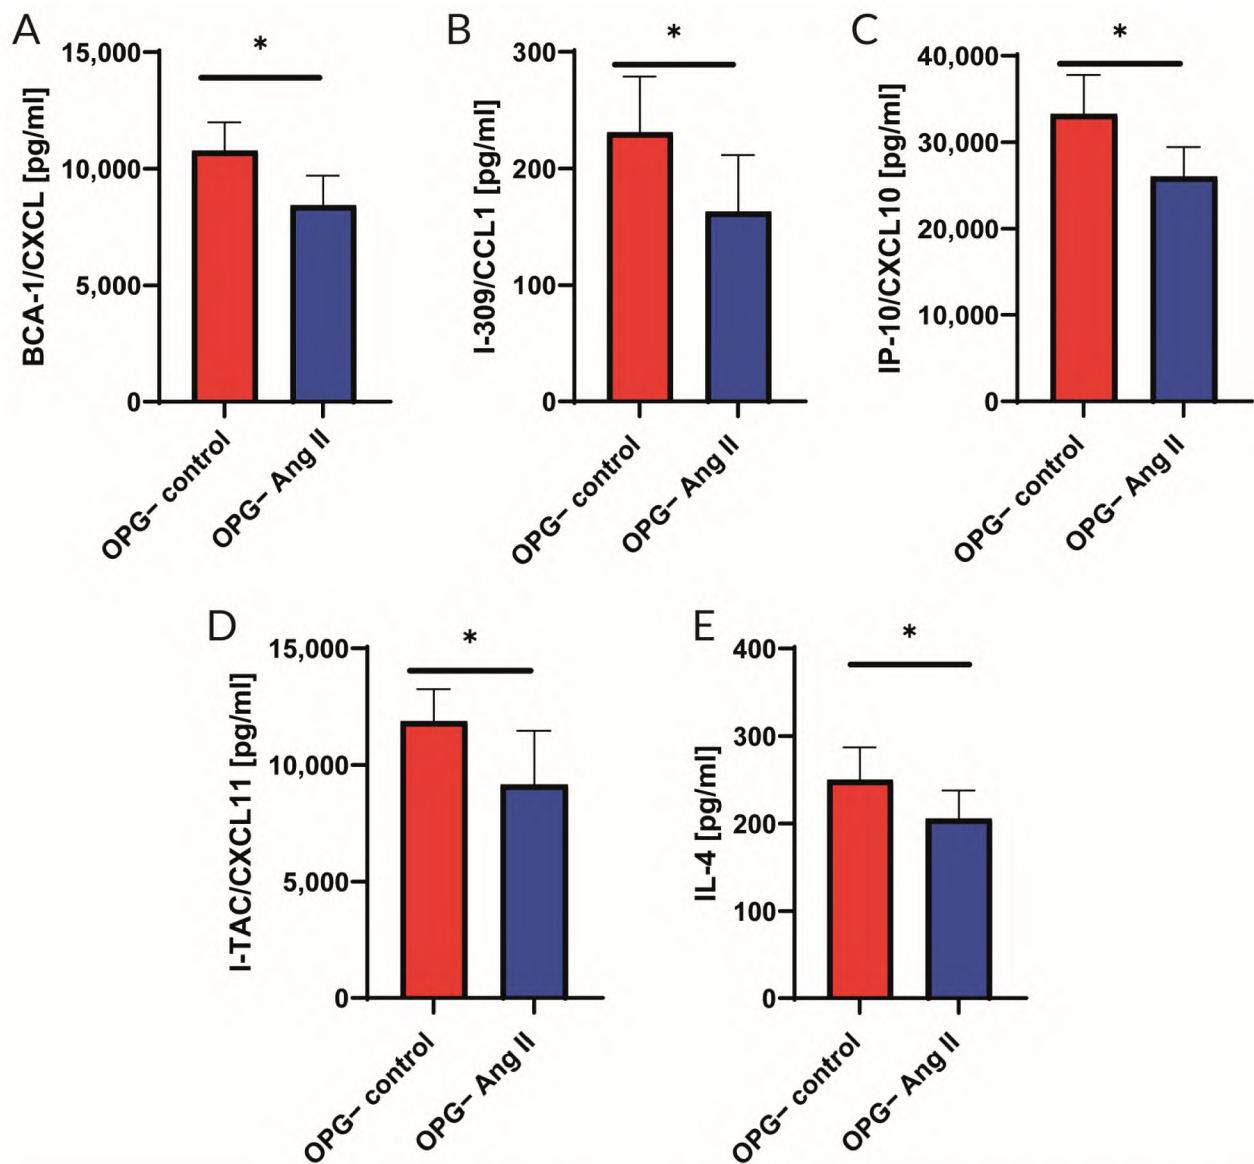 A
BCA-1/CXCL [pg/ml]
15,000
10,000
5,000
0
*
OPG– control
OPG– Ang II
B
I-309/CCL1 [pg/ml]
300
200
100
0
*
OPG– control
OPG– Ang II
C
IP-10/CXCL10 [pg/ml]
40,000
30,000
20,000
10,000
0
*
OPG– control
OPG– Ang II
D
I-TAC/CXCL11 [pg/ml]
15,000
10,000
5,000
0
*
OPG– control
OPG– Ang II
E
IL-4 [pg/ml]
400
300
200
100
0
*
OPG– control
OPG– Ang II